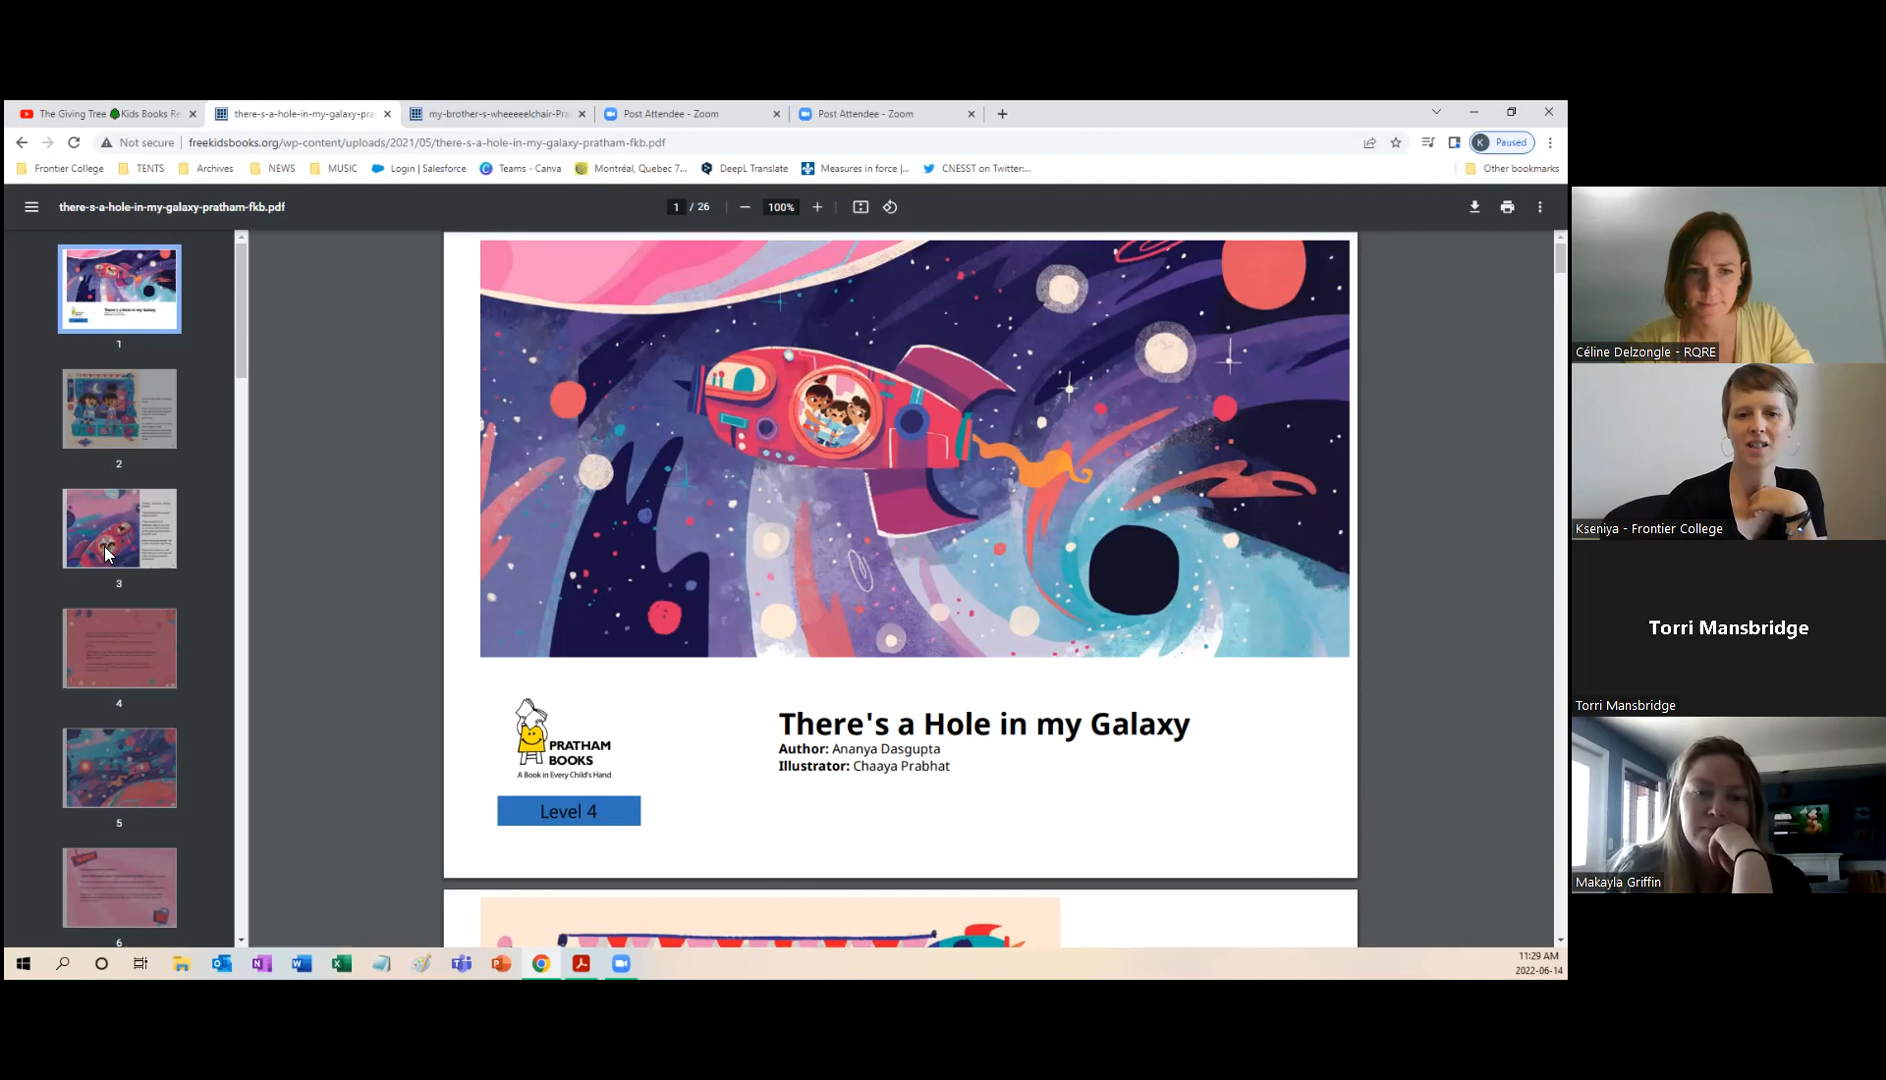 The Giving Tree Kids Books Re
there-s-a-hole-in-my-galaxy-pra
my-brother-s-wheeeeelchair-Pra
Post Attendee - Zoom
Post Attendee - Zoom
Not secure
freekidsbooks.org/wp-content/uploads/2021/05/there-s-a-hole-in-my-galaxy-pratham-fkb.pdf
K Paused
Frontier College
TENTS
Archives
NEWS
MUSIC
Login | Salesforce
Teams - Canva
Montréal, Quebec 7...
DeepL Translate
Measures in force |...
CNESST on Twitter:...
Other bookmarks
there-s-a-hole-in-my-galaxy-pratham-fkb.pdf
1 / 26
100%
There's a Hole in my Galaxy
1
2
3
4
5
6
PRATHAM
BOOKS
A Book in Every Child's Hand
Level 4
There's a Hole in my Galaxy
Author: Ananya Dasgupta
Illustrator: Chaaya Prabhat
Céline Delzongle - RQRE
Kseniya - Frontier College
Torri Mansbridge
Torri Mansbridge
Makayla Griffin
11:29 AM
2022-06-14